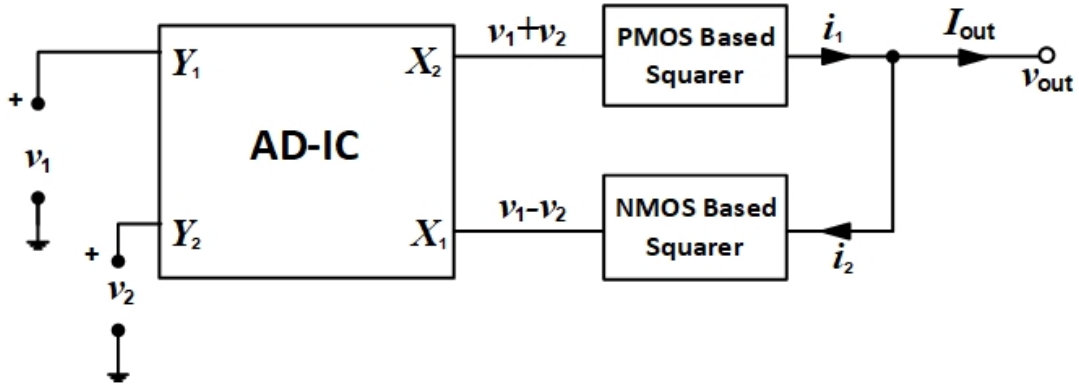 v₁+v₂
PMOS Based
Squarer
i₁
Iout
vout
Y₁
X₂
+
v₁
AD-IC
v₁-v₂
NMOS Based
Squarer
i₂
Y₂
X₁
+
v₂